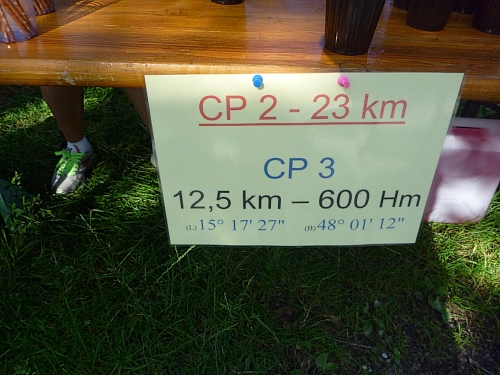 CP 2 - 23 km
CP 3
12,5 km – 600 Hm
(L) 15° 17' 27" (B) 48° 01' 12"